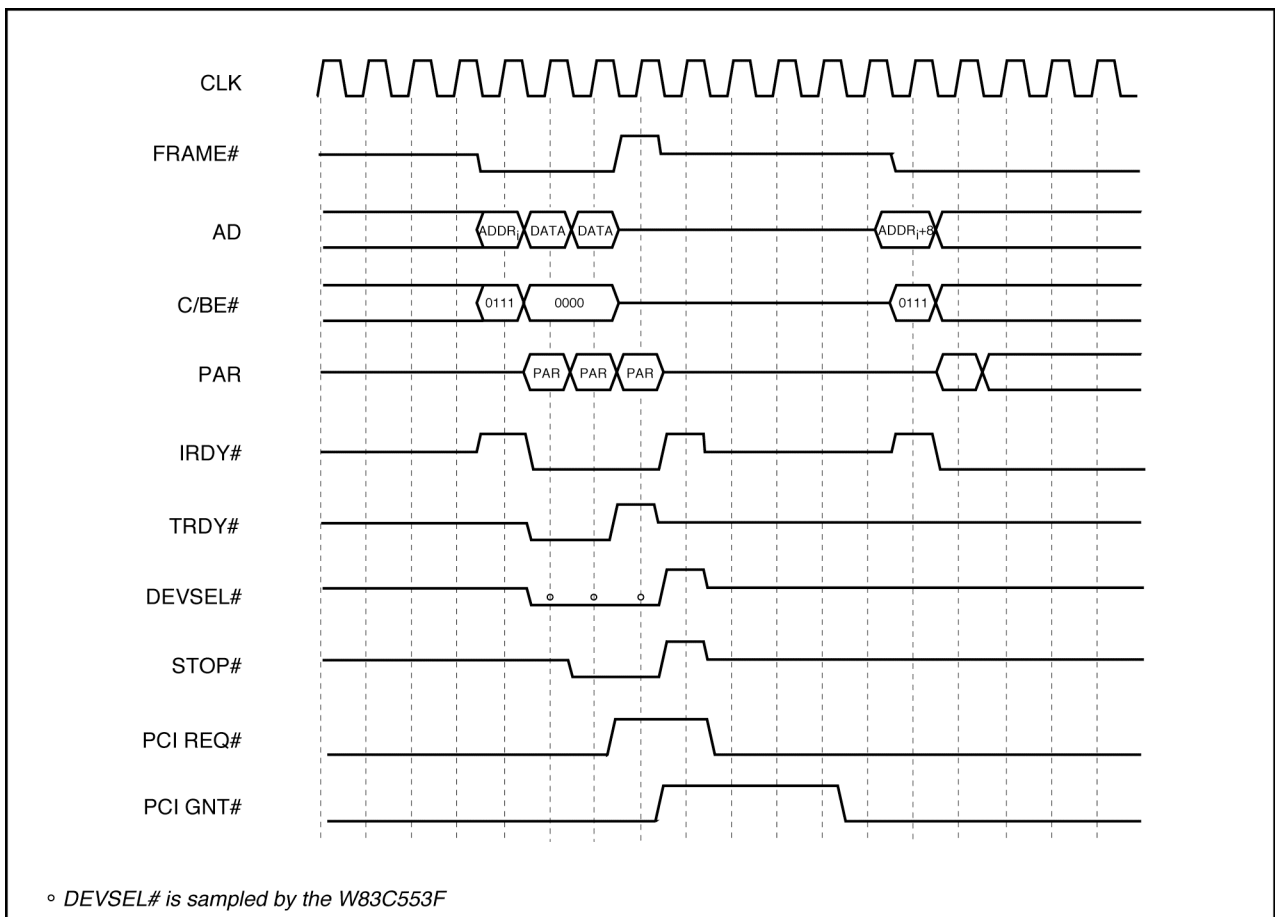 CLK
FRAME#
AD
ADDRi
DATA
DATA
ADDRi+8
C/BE#
0111
0000
0111
PAR
PAR
PAR
PAR
IRDY#
TRDY#
DEVSEL#
STOP#
PCI REQ#
PCI GNT#
° DEVSEL# is sampled by the W83C553F